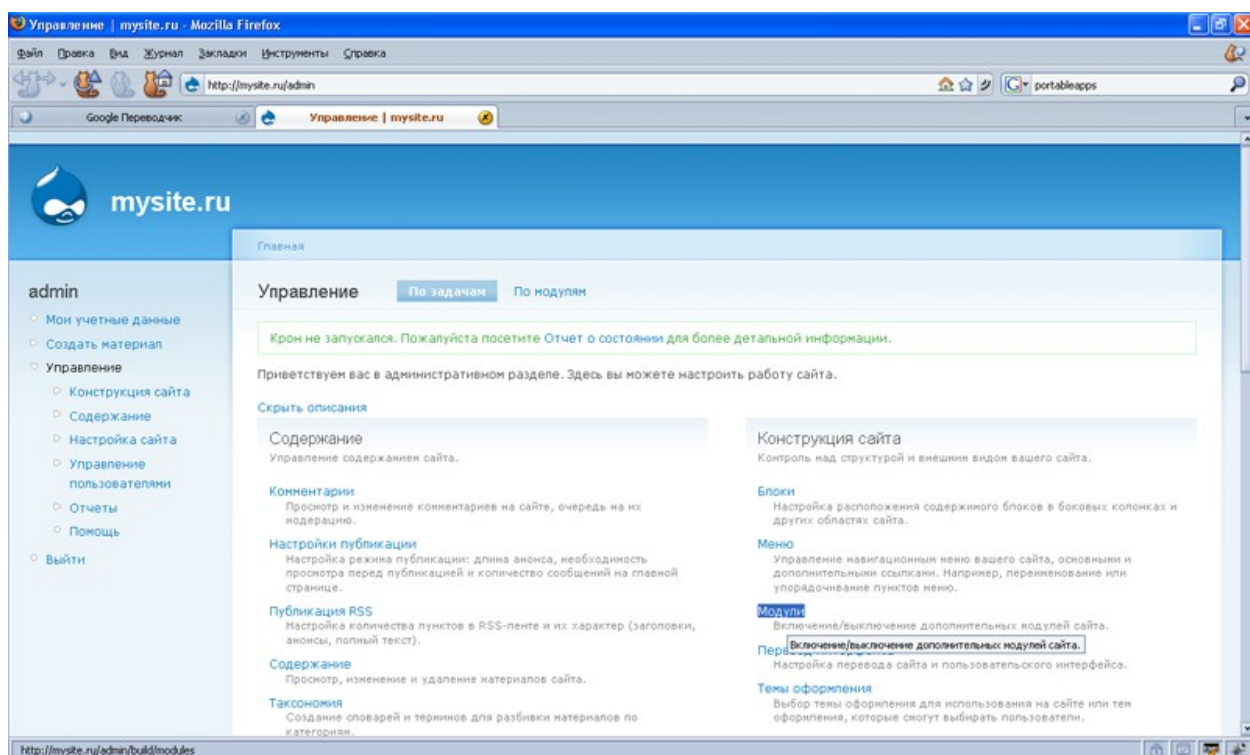 Управление | mysite.ru - Mozilla Firefox
Файл Правка Вид Журнал Закладки Инструменты Справка
http://mysite.ru/admin
portableapps
Google Переводчик
Управление | mysite.ru
mysite.ru
Главная
admin
Мои учетные данные
Создать материал
Управление
Конструкция сайта
Содержание
Настройка сайта
Управление
пользователями
Отчеты
Помощь
Выйти
Управление
По задачам
По модулям
Крон не запускался. Пожалуйста посетите Отчет о состоянии для более детальной информации.
Приветствуем вас в административном разделе. Здесь вы можете настроить работу сайта.
Скрыть описания
Содержание
Управление содержанием сайта.
Комментарии
Просмотр и изменение комментариев на сайте, очередь на их
модерацию.
Настройки публикации
Настройка режима публикации: длина анонса, необходимость
просмотра перед публикацией и количество сообщений на главной
странице.
Публикация RSS
Настройка количества пунктов в RSS-ленте и их характер (заголовки,
анонсы, полный текст).
Содержание
Просмотр, изменение и удаление материалов сайта.
Таксономия
Создание словарей и терминов для разбивки материалов по
категориям.
Конструкция сайта
Контроль над структурой и внешним видом вашего сайта.
Блоки
Настройка расположения содержимого блоков в боковых колонках и
других областях сайта.
Меню
Управление навигационным меню вашего сайта, основными и
дополнительными ссылками. Например, переименование или
упорядочивание пунктов меню.
Модули
Включение/выключение дополнительных модулей сайта.
Включение/выключение дополнительных модулей сайта.
Настройка перевода сайта и пользовательского интерфейса.
Темы оформления
Выбор темы оформления для использования на сайте или тем
оформления, которые смогут выбирать пользователи.
http://mysite.ru/admin/build/modules